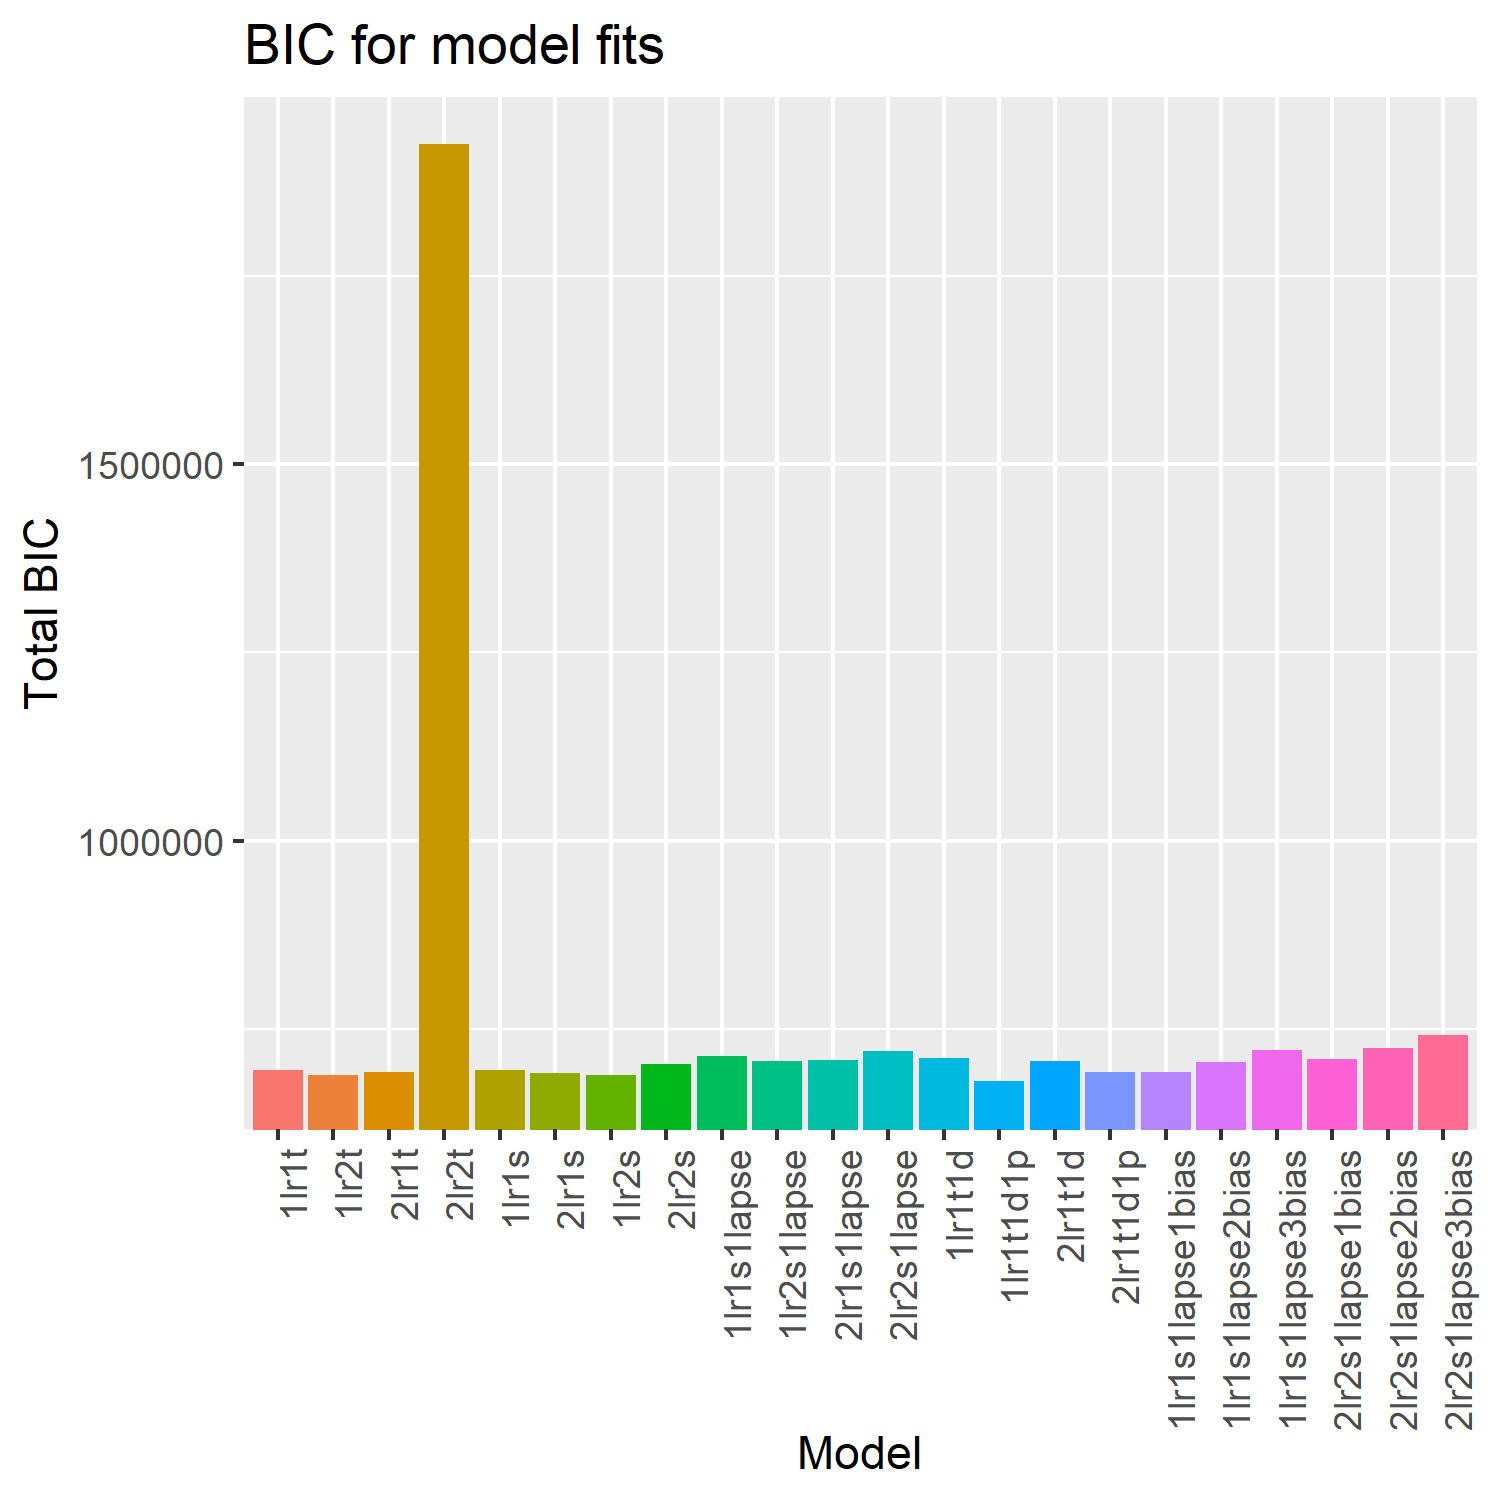 BIC for model fits
Total BIC
1500000
1000000
1lr1t
1lr2t
2lr1t
2lr2t
1lr1s
2lr1s
1lr2s
2lr2s
1lr1s1lapse
1lr2s1lapse
2lr1s1lapse
2lr2s1lapse
1lr1t1d
1lr1t1d1p
2lr1t1d
2lr1t1d1p
1lr1s1lapse1bias
1lr1s1lapse2bias
1lr1s1lapse3bias
2lr2s1lapse1bias
2lr2s1lapse2bias
2lr2s1lapse3bias
Model